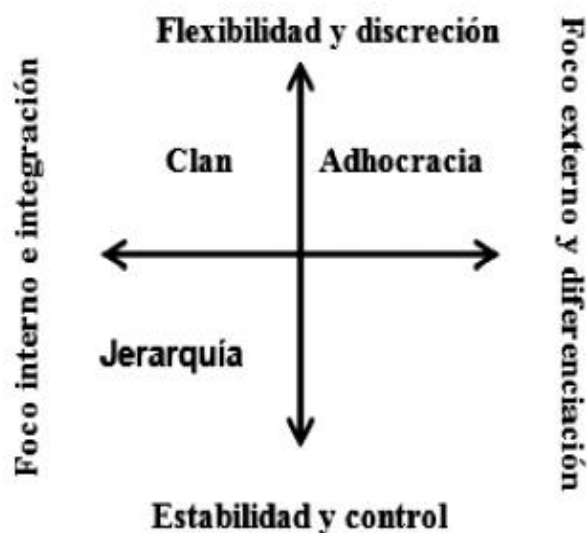 Flexibilidad y discreción
Foco interno e integración
Clan
Adhocracia
Foco externo y diferenciación
Jerarquía
Estabilidad y control